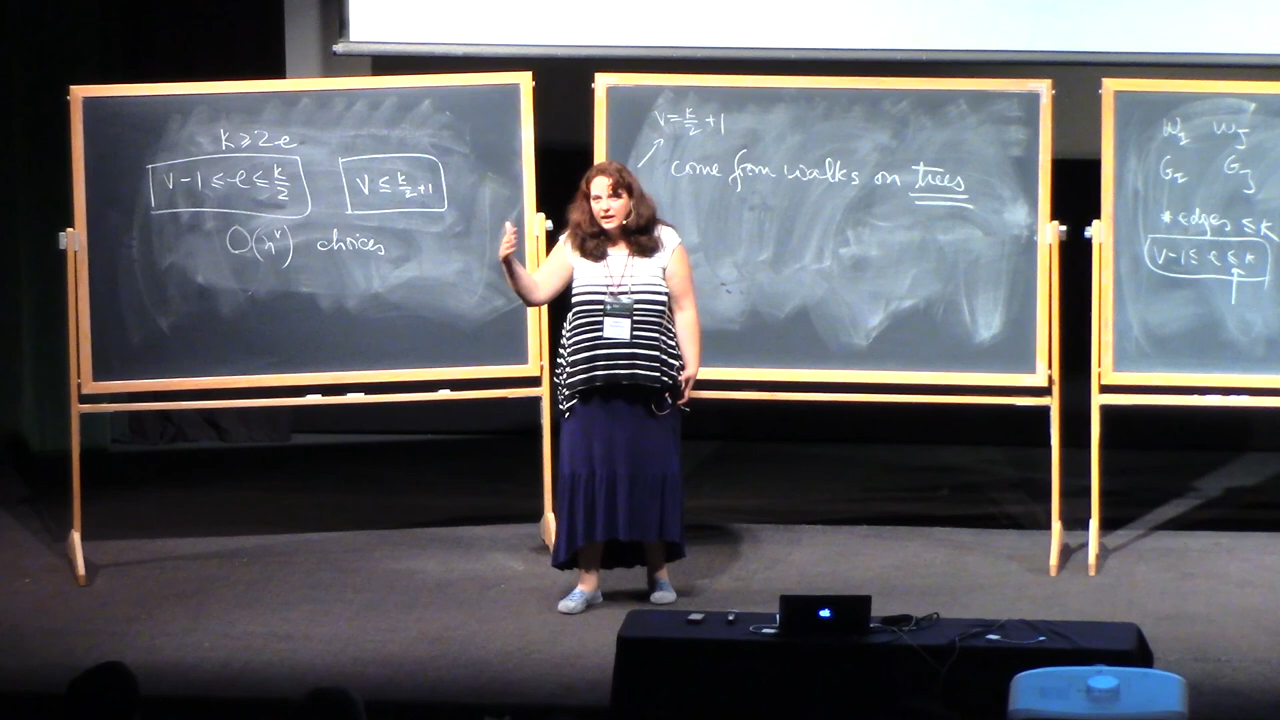 k ≥ 2e
v-1 ≤ e ≤ k/2
v ≤ k/2 + 1
O(n^v) choices
v = k/2 + 1
come from walks on trees
w_I w_J
G_I G_J
# edges ≤ k
v-1 ≤ e ≤ k